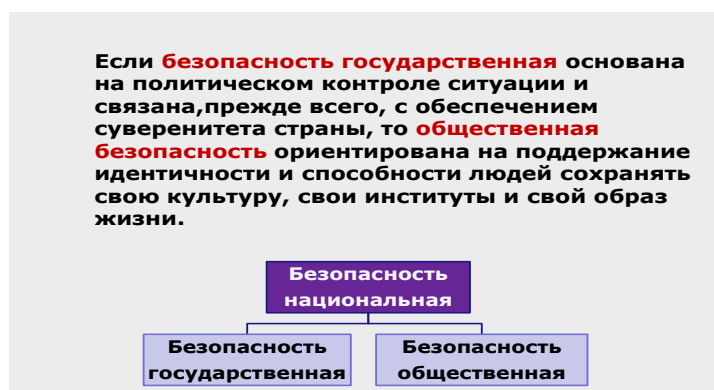 Если безопасность государственная основана
на политическом контроле ситуации и
связана,прежде всего, с обеспечением
суверенитета страны, то общественная
безопасность ориентирована на поддержание
идентичности и способности людей сохранять
свою культуру, свои институты и свой образ
жизни.
Безопасность
национальная
Безопасность
государственная
Безопасность
общественная